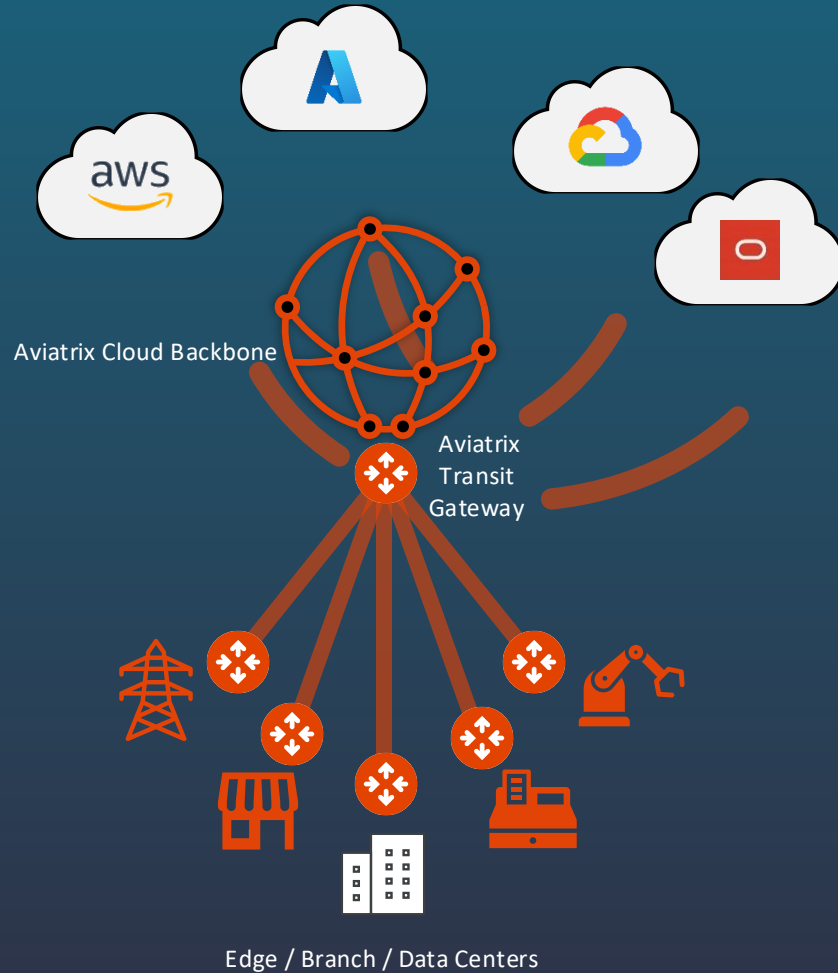 aws
Aviatrix Cloud Backbone
Aviatrix
Transit
Gateway
Edge / Branch / Data Centers